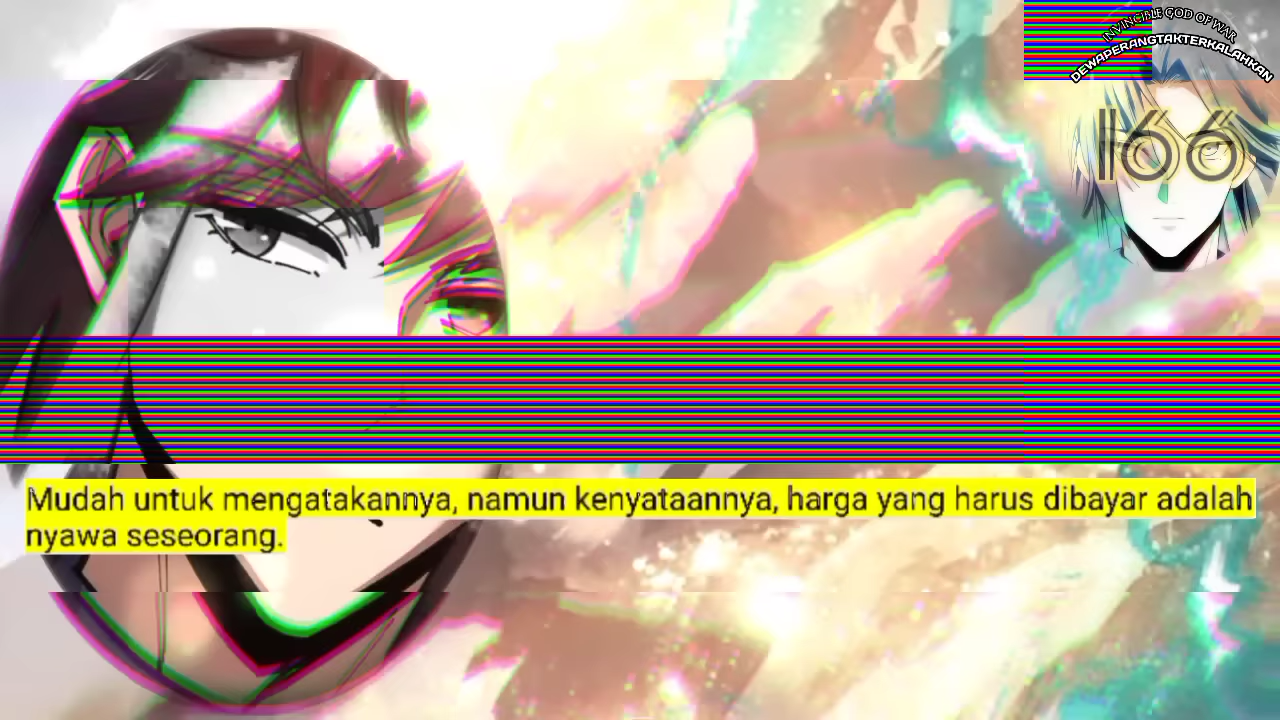 INVINCIBLE GOD OF WAR
DEWAPERANGTAKTERKALAHKAN
166
Mudah untuk mengatakannya, namun kenyataannya, harga yang harus dibayar adalah
nyawa seseorang.